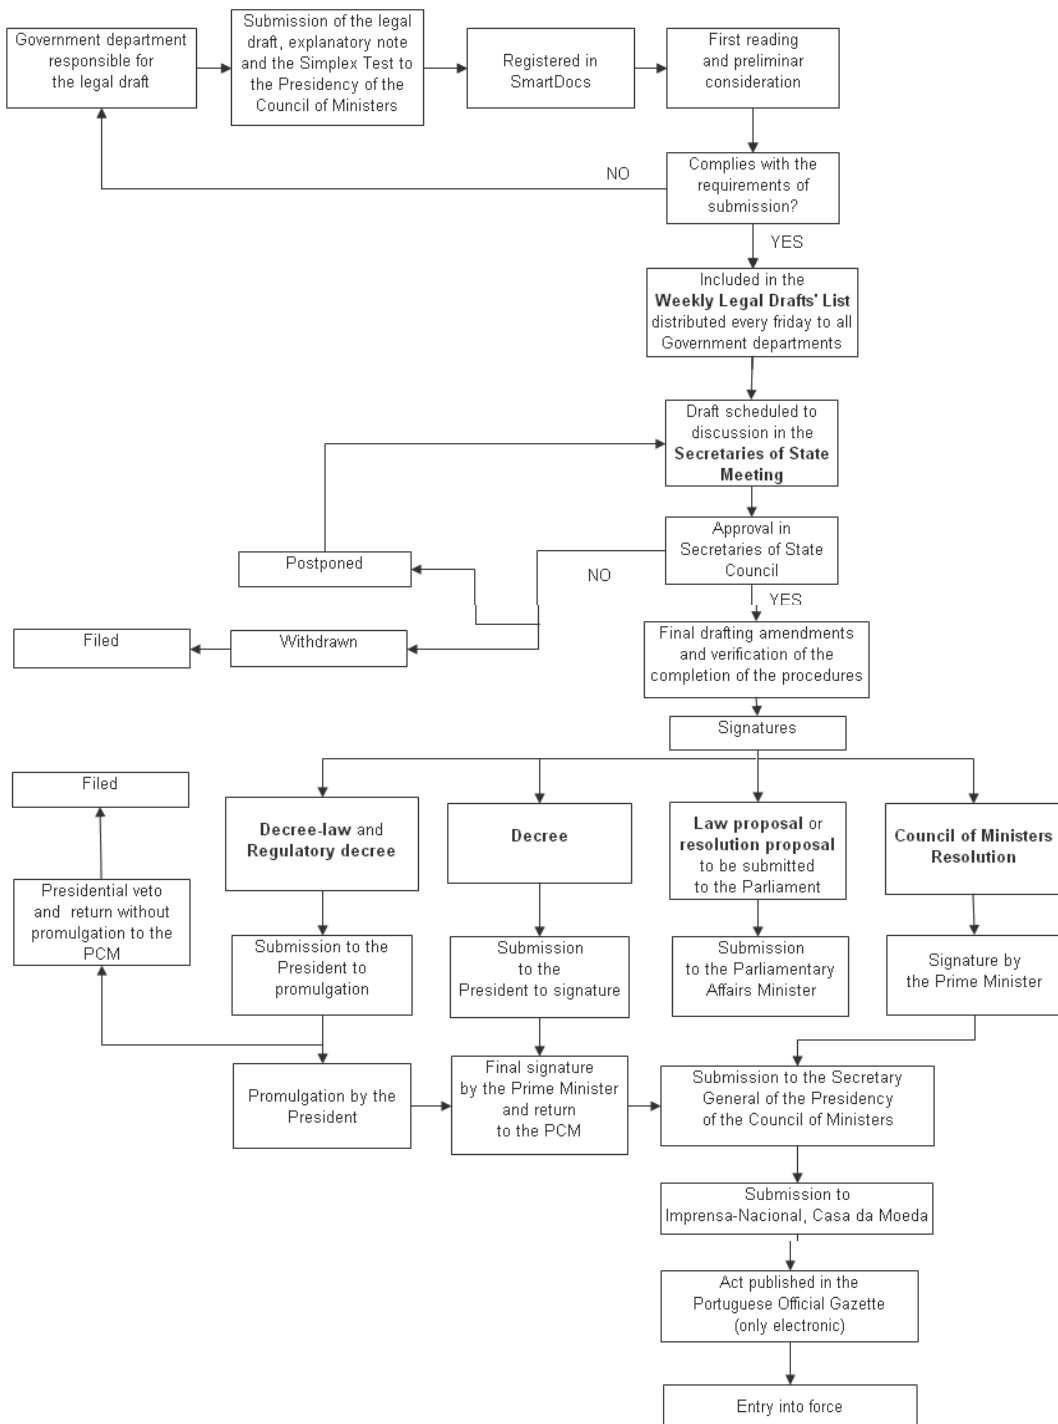 Government department
responsible for
the legal draft
Submission of the legal
draft, explanatory note
and the Simplex Test to
the Presidency of the
Council of Ministers
Registered in
SmartDocs
First reading
and preliminar
consideration
NO
Complies with the
requirements of
submission?
YES
Included in the
Weekly Legal Drafts' List
distributed every friday to all
Government departments
Draft scheduled to
discussion in the
Secretaries of State
Meeting
Postponed
NO
Approval in
Secretaries of State
Council
YES
Filed
Withdrawn
Final drafting amendments
and verification of the
completion of the procedures
Signatures
Filed
Decree-law and
Regulatory decree
Decree
Law proposal or
resolution proposal
to be submitted
to the Parliament
Council of Ministers
Resolution
Presidential veto
and return without
promulgation to the
PCM
Submission to the
President to
promulgation
Submission
to the
President to signature
Submission
to the Parliamentary
Affairs Minister
Signature by
the Prime Minister
Promulgation by the
President
Final signature
by the Prime Minister
and return
to the PCM
Submission to the Secretary
General of the Presidency
of the Council of Ministers
Submission to
Imprensa-Nacional, Casa da Moeda
Act published in the
Portuguese Official Gazette
(only electronic)
Entry into force